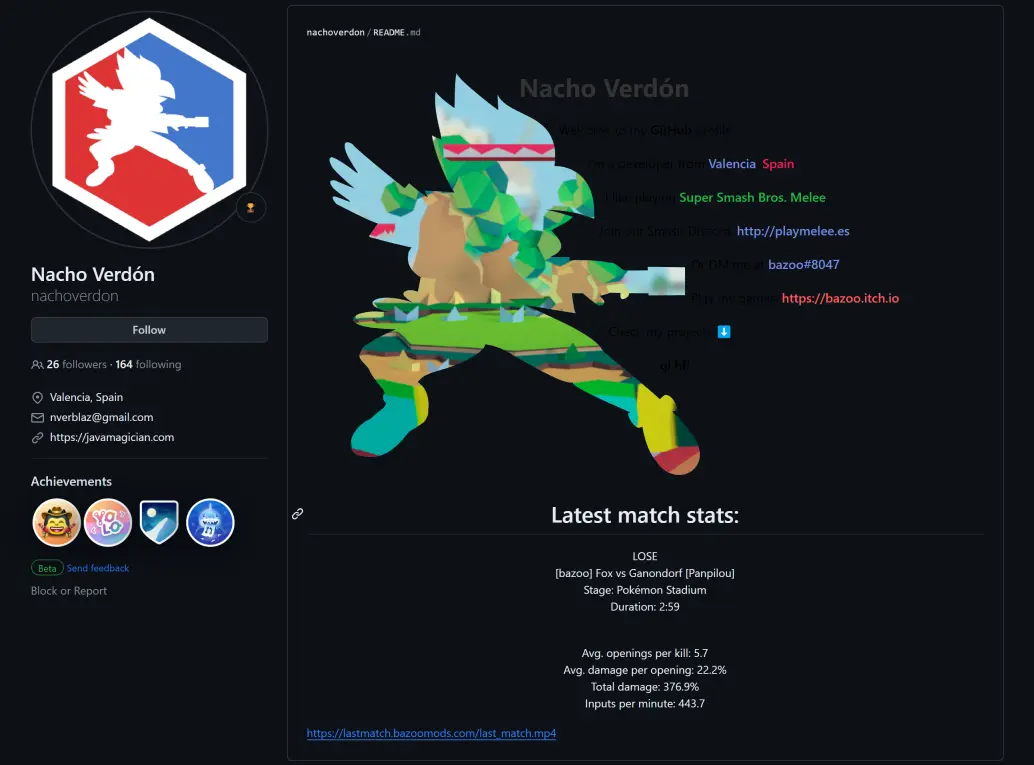 Nacho Verdón
nachoverdon
Follow
26 followers · 164 following
Valencia, Spain
nverblaz@gmail.com
https://javamagician.com
Achievements
YOLO
Beta Send feedback
Block or Report
nachoverdon / README.md
Nacho Verdón
Welcome to my GitHub profile
I'm a developer from Valencia Spain
I like playing Super Smash Bros. Melee
Join our Smash Discord http://playmelee.es
Or DM me at bazoo#8047
Play my games https://bazoo.itch.io
Check my projects ⬇️
gl hf!
Latest match stats:
LOSE
[bazoo] Fox vs Ganondorf [Panpilou]
Stage: Pokémon Stadium
Duration: 2:59
Avg. openings per kill: 5.7
Avg. damage per opening: 22.2%
Total damage: 376.9%
Inputs per minute: 443.7
https://lastmatch.bazoomods.com/last_match.mp4